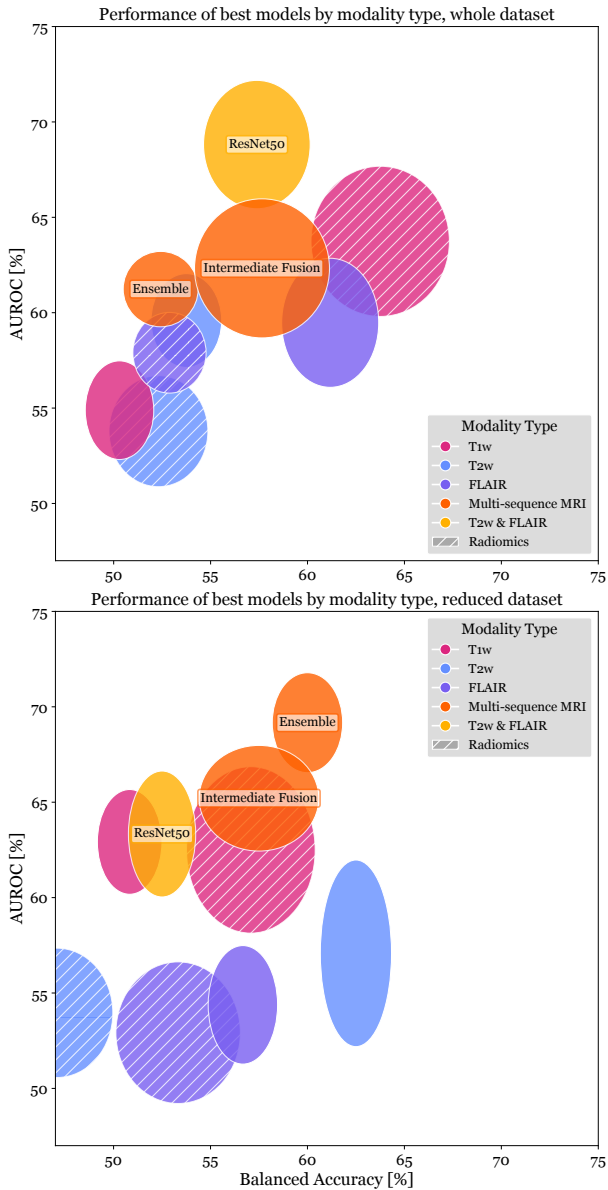 Performance of best models by modality type, whole dataset
75
70
65
60
55
50
AUROC [%]
ResNet50
Intermediate Fusion
Ensemble
Modality Type
T1w
T2w
FLAIR
Multi-sequence MRI
T2w & FLAIR
Radiomics
50 55 60 65 70 75
Performance of best models by modality type, reduced dataset
75
70
65
60
55
50
AUROC [%]
Modality Type
T1w
T2w
FLAIR
Multi-sequence MRI
T2w & FLAIR
Radiomics
Ensemble
Intermediate Fusion
ResNet50
50 55 60 65 70 75
Balanced Accuracy [%]